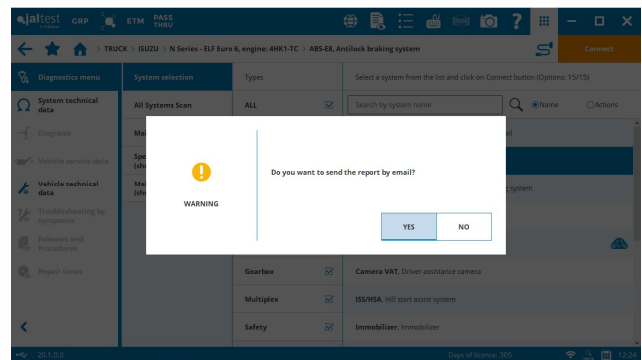 jaltest GRP ETM PASS THRU
> TRUCK > ISUZU > N Series - ELF Euro 6, engine: 4HK1-TC > ABS-E8, Antilock braking system
Connect
Diagnostics menu
System selection
Types
Select a system from the list and click on Connect button (Options: 15/15)
System technical data
All Systems Scan
ALL
Search by system name
Name
Actions
Diagrams
Vehicle service data
Vehicle technical data
Troubleshooting by symptoms
Releases and Procedures
Repair times
WARNING
Do you want to send the report by email?
YES
NO
system
Gearbox
Camera VAT, Driver assistance camera
Multiplex
ISS/HSA, Hill start assist system
Safety
Immobilizer, Immobilizer
20.1.0.0
Days of licence: 305
12:24